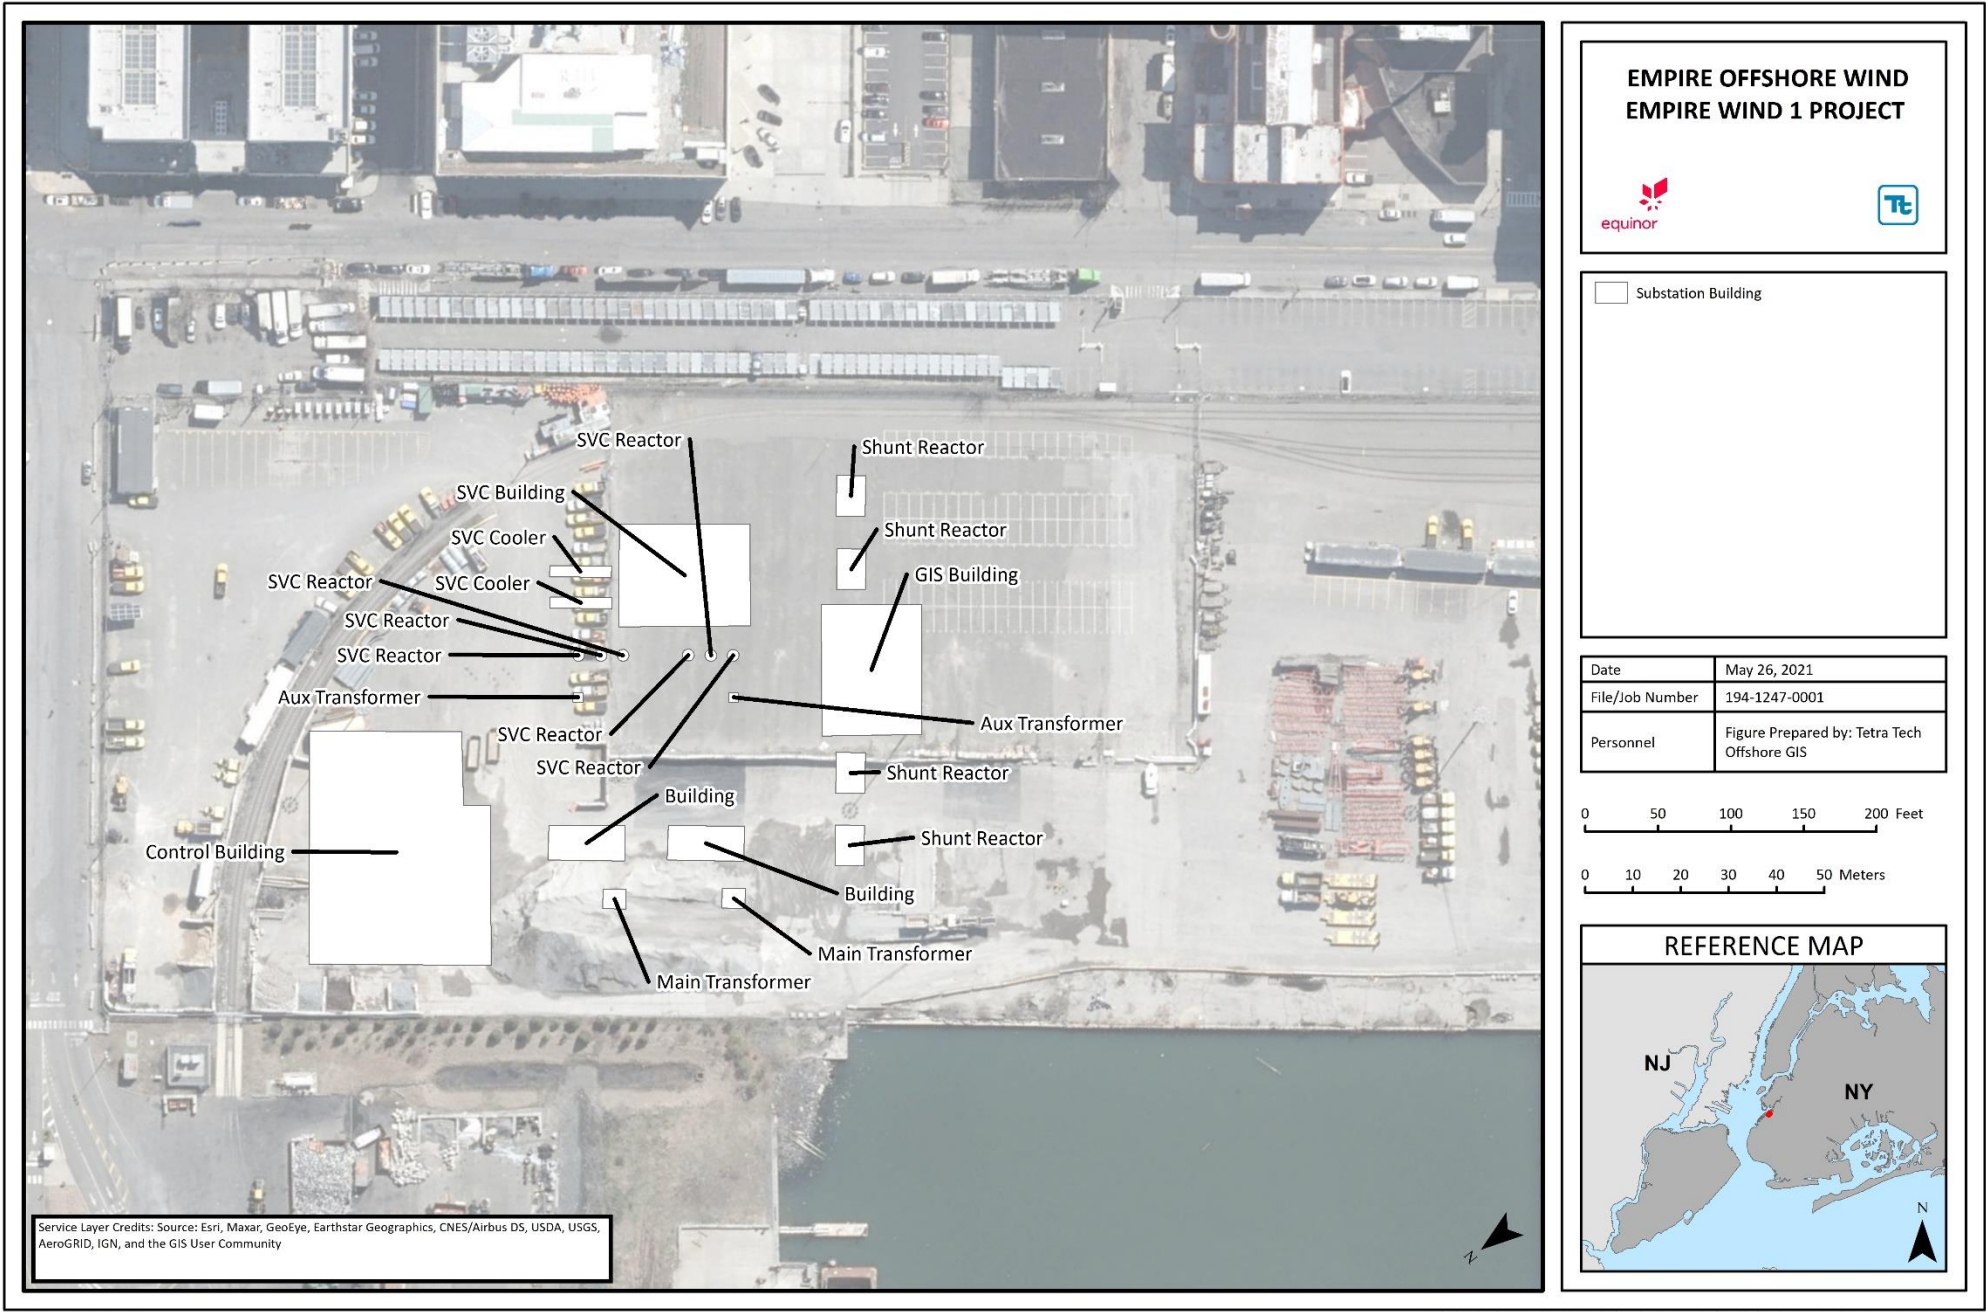 EMPIRE OFFSHORE WIND
EMPIRE WIND 1 PROJECT
equinor
Tt
Substation Building
SVC Reactor
Shunt Reactor
SVC Building
SVC Cooler
Shunt Reactor
GIS Building
SVC Reactor
SVC Cooler
SVC Reactor
SVC Reactor
Aux Transformer
Aux Transformer
SVC Reactor
SVC Reactor
Shunt Reactor
Building
Shunt Reactor
Control Building
Building
Main Transformer
Main Transformer
Date May 26, 2021
File/Job Number 194-1247-0001
Personnel Figure Prepared by: Tetra Tech
Offshore GIS
0 50 100 150 200 Feet
0 10 20 30 40 50 Meters
REFERENCE MAP
NJ
NY
N
Service Layer Credits: Source: Esri, Maxar, GeoEye, Earthstar Geographics, CNES/Airbus DS, USDA, USGS,
AeroGRID, IGN, and the GIS User Community
N